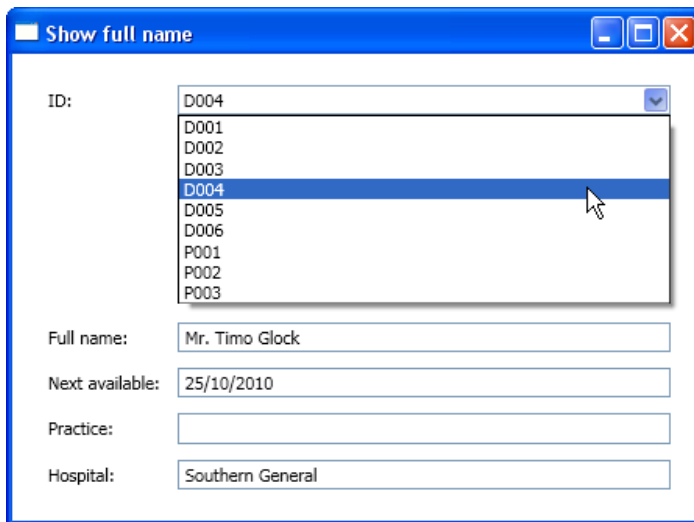 Show full name
ID: D004
D001
D002
D003
D004
D005
D006
P001
P002
P003
Full name: Mr. Timo Glock
Next available: 25/10/2010
Practice:
Hospital: Southern General